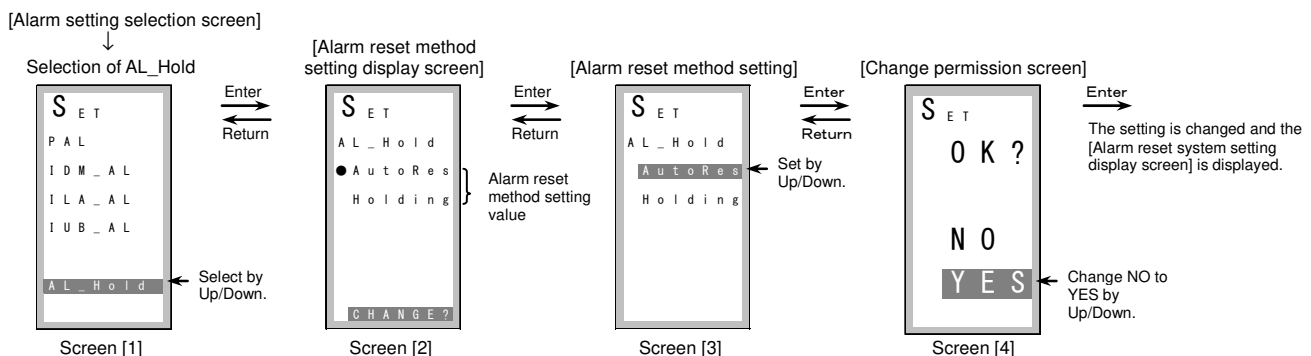 [Alarm setting selection screen]
↓
Selection of AL_Hold
SET
PAL
IDM_AL
ILA_AL
IUB_AL
AL_Hold
Select by
Up/Down.
Screen [1]
Enter
Return
[Alarm reset method
setting display screen]
SET
AL_Hold
●AutoRes
Holding
CHANGE?
Alarm reset
method setting
value
Screen [2]
Enter
Return
[Alarm reset method setting]
SET
AL_Hold
AutoRes
Holding
Set by
Up/Down.
Screen [3]
Enter
Return
[Change permission screen]
SET
OK?
NO
YES
Change NO to
YES by
Up/Down.
Screen [4]
Enter
The setting is changed and the
[Alarm reset system setting
display screen] is displayed.